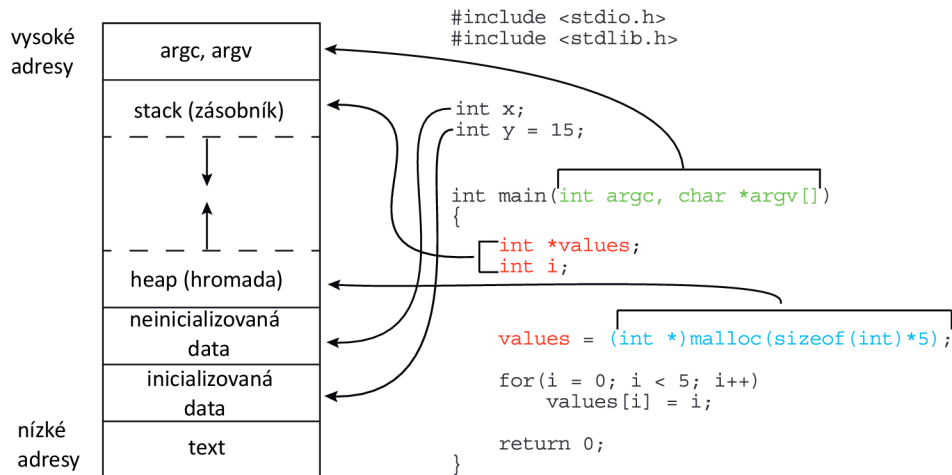 vysoké
adresy
argc, argv
stack (zásobník)
heap (hromada)
neinicializovaná
data
inicializovaná
data
nízké
adresy
text
#include <stdio.h>
#include <stdlib.h>
int x;
int y = 15;
int main(int argc, char *argv[])
{
int *values;
int i;
values = (int *)malloc(sizeof(int)*5);
for(i = 0; i < 5; i++)
values[i] = i;
return 0;
}